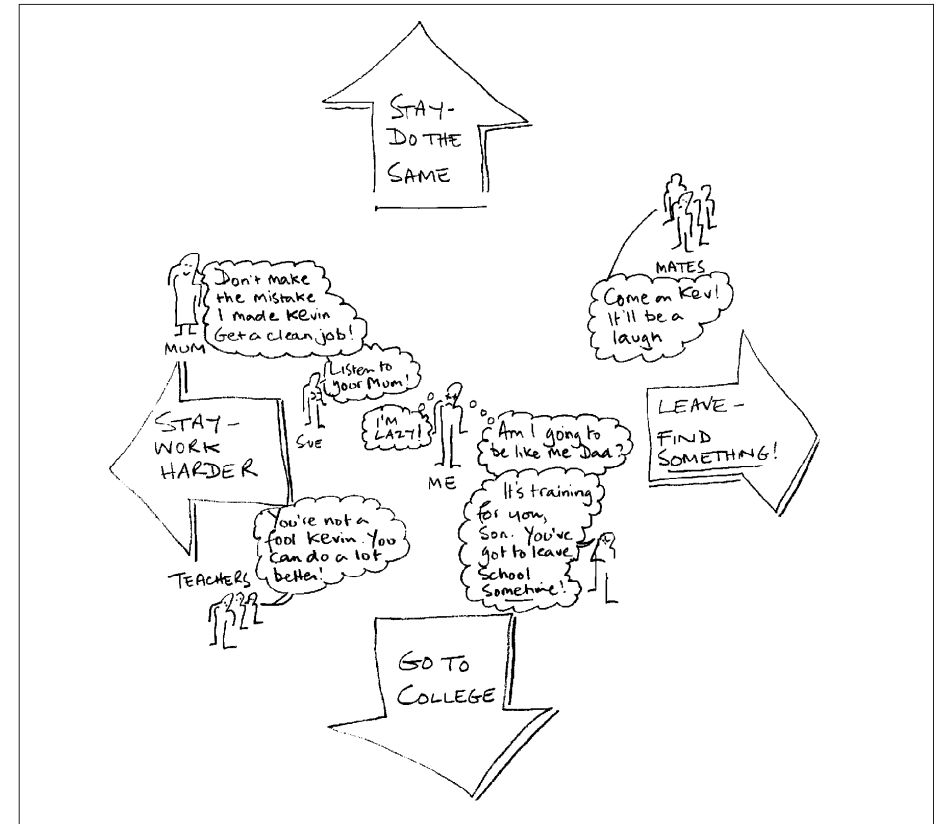 STAY-
DO THE
SAME
MATES
Come on Kev!
It'll be a
laugh
Don't make
the mistake
I made Kevin
Get a clean job!
MUM
Listen to
your Mum!
SUE
I'M
LAZY!
ME
Am I going to
be like me Dad?
LEAVE-
FIND
SOMETHING!
STAY-
WORK
HARDER
It's training
for you,
Son. You've
got to leave
School
Sometime!
You're not a
fool Kevin. You
can do a lot
better!
TEACHERS
GO TO
COLLEGE